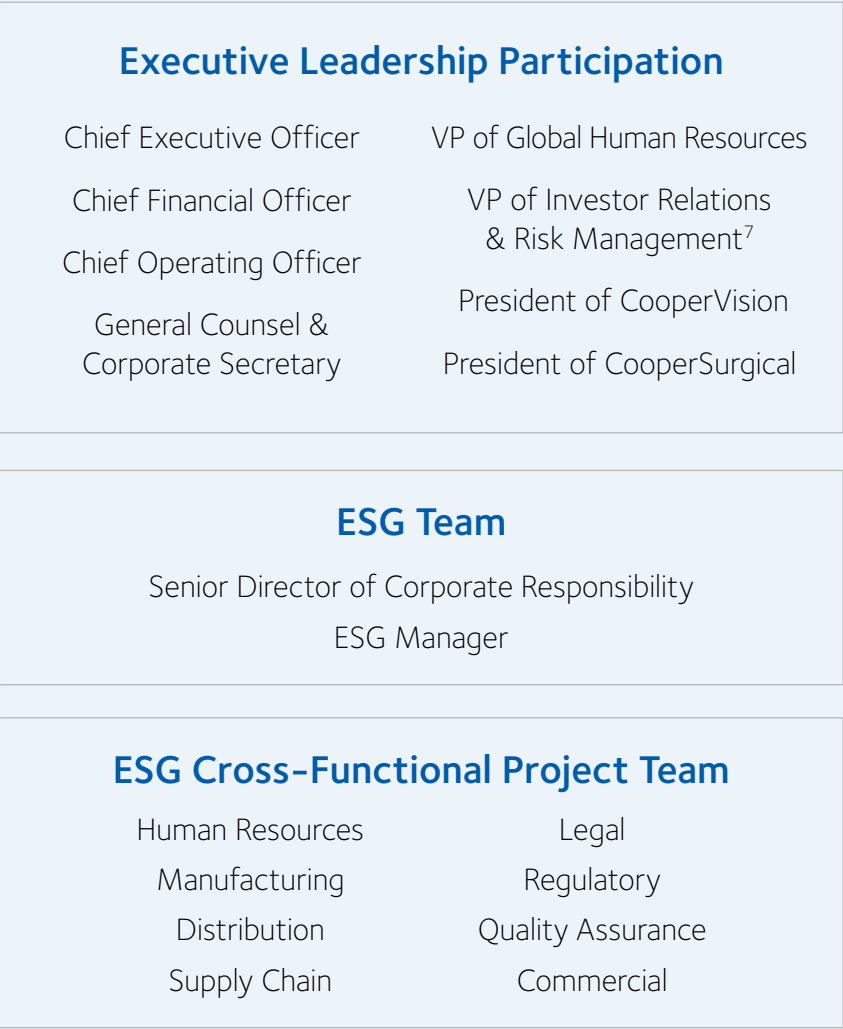 Executive Leadership Participation
Chief Executive Officer
Chief Financial Officer
Chief Operating Officer
General Counsel &
Corporate Secretary
VP of Global Human Resources
VP of Investor Relations
& Risk Management⁷
President of CooperVision
President of CooperSurgical
ESG Team
Senior Director of Corporate Responsibility
ESG Manager
ESG Cross-Functional Project Team
Human Resources
Manufacturing
Distribution
Supply Chain
Legal
Regulatory
Quality Assurance
Commercial